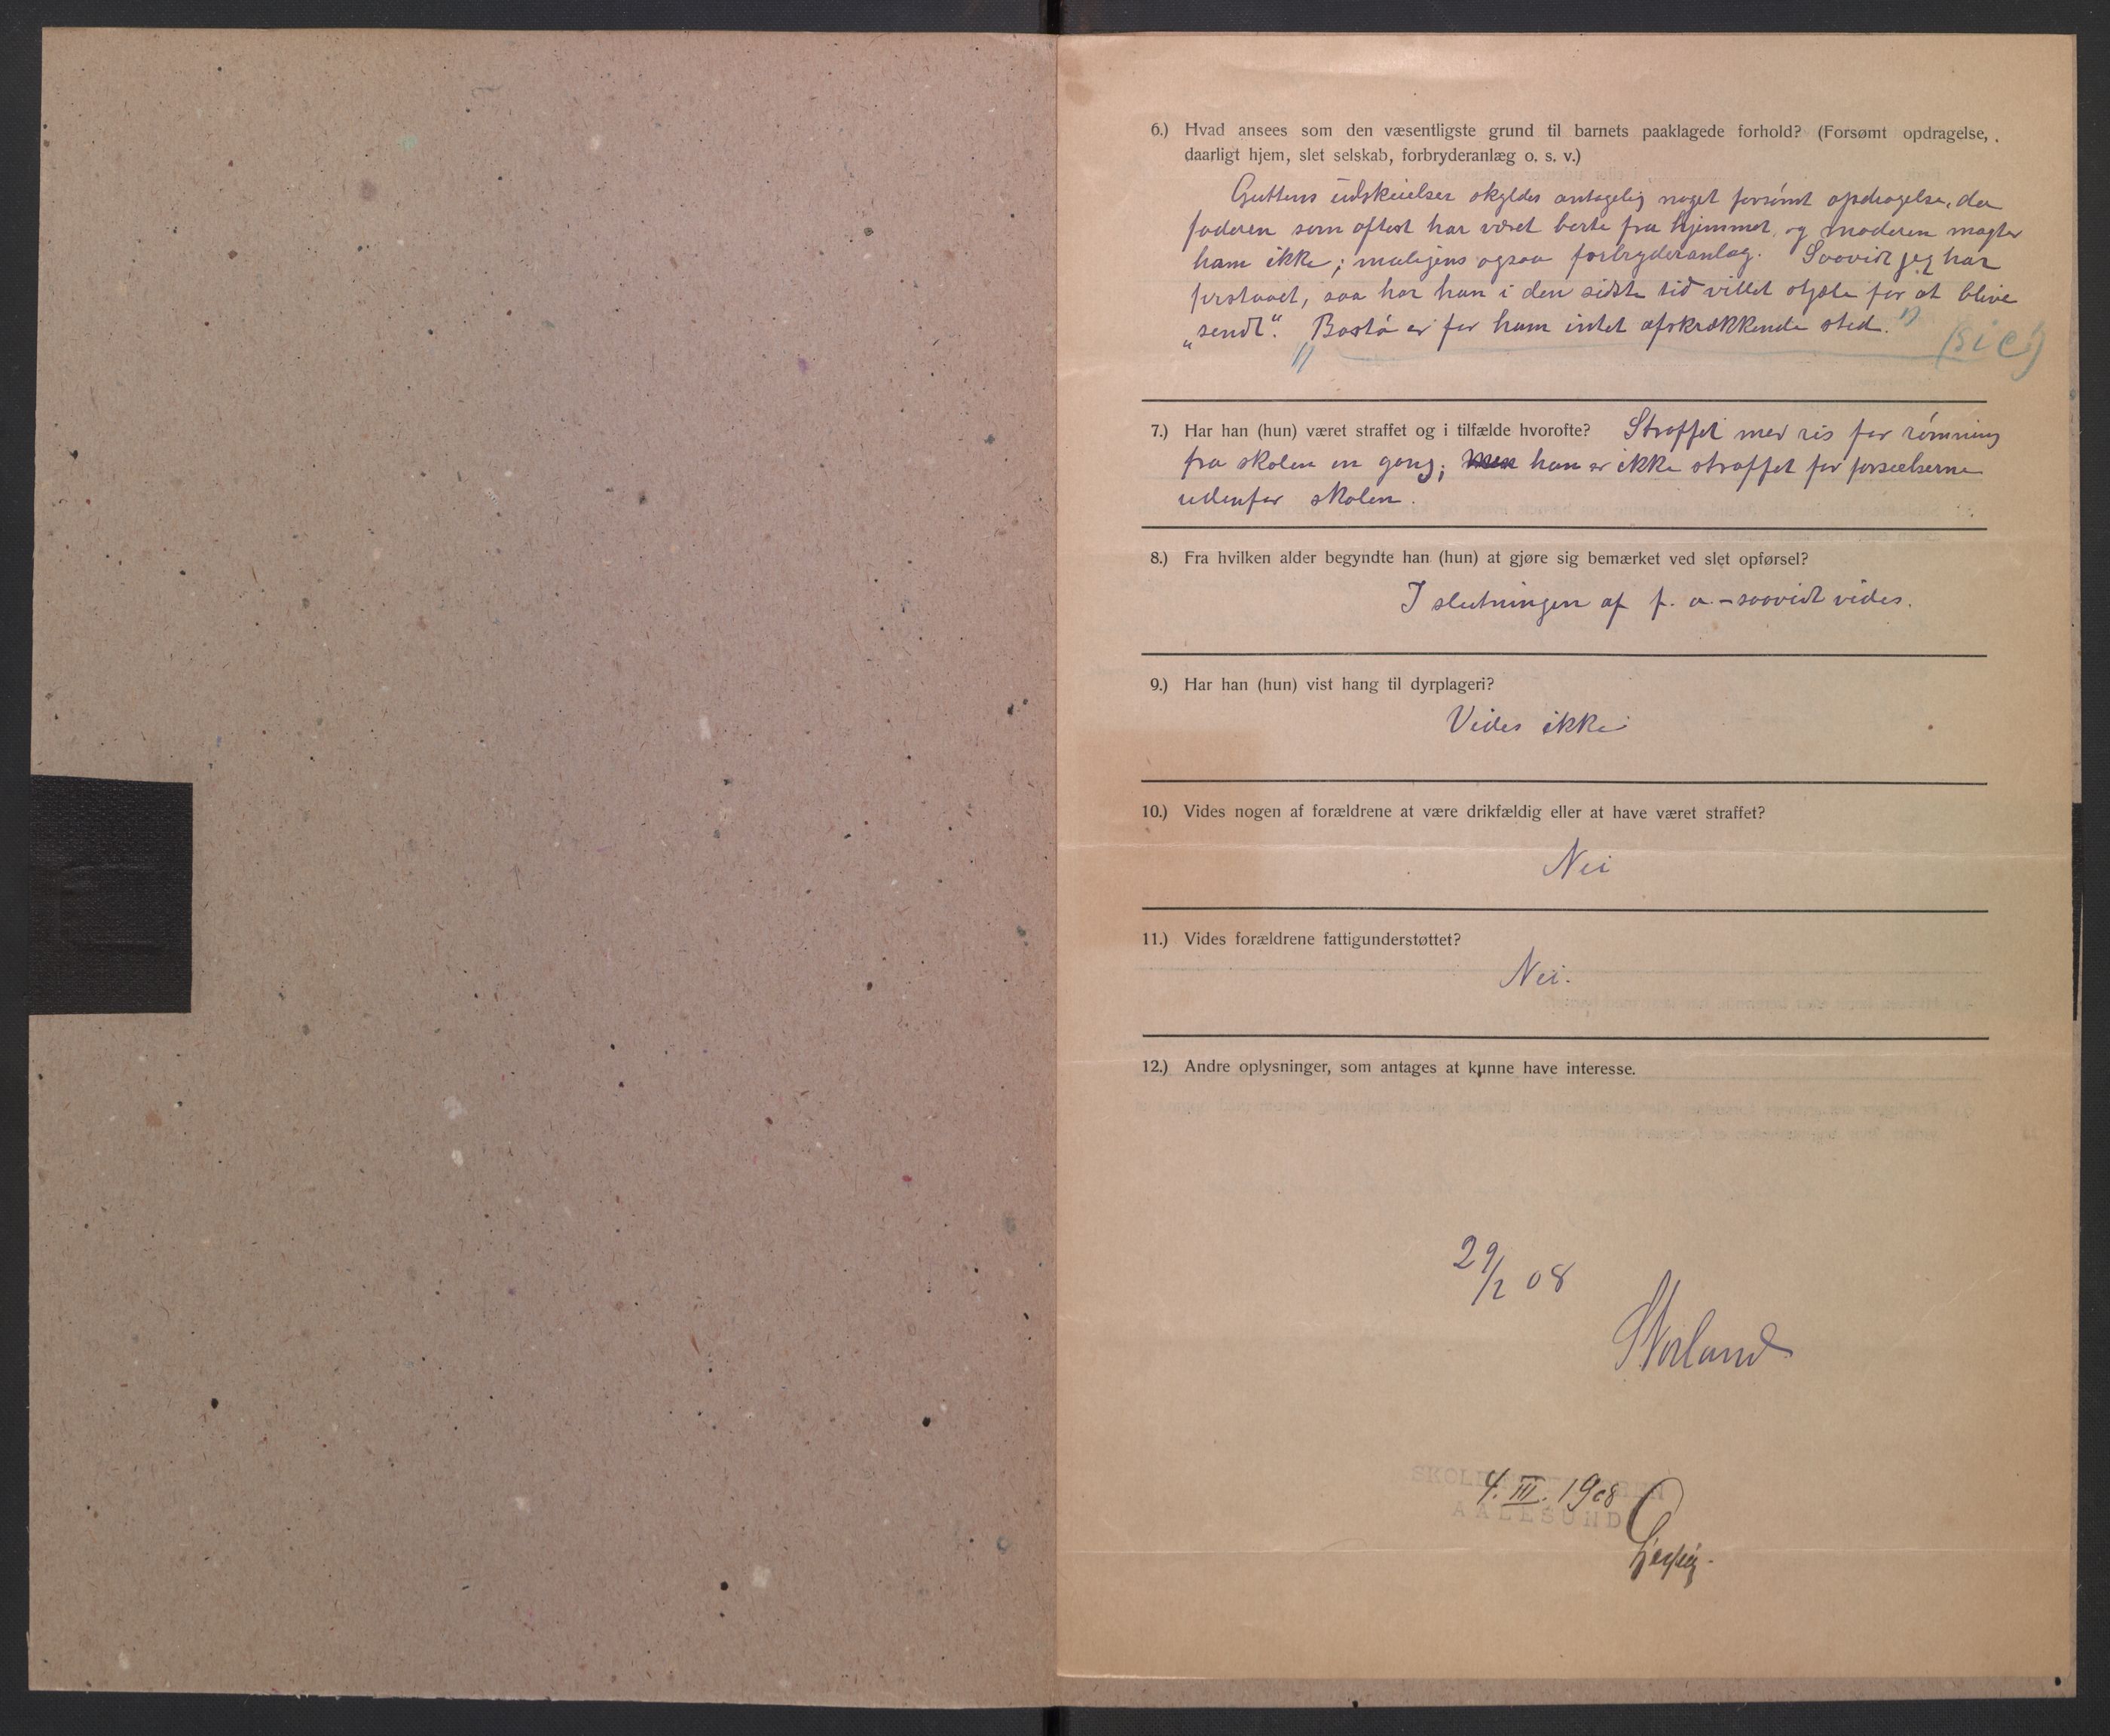 6.) Hvad ansees som den væsentligste grund til barnets paaklagede forhold? (Forsømt opdragelse,
daarligt hjem, slet selskab, forbryderanlæg o. s. v.)
Guttens udskeielser skyldes antagelig noget forsømt opdragelse, da
faderen som oftest har været borte fra hjemmet, og moderen magter
ham ikke; muligens ogsaa forbryderanlæg. Saavidt jeg har
forstaaet, saa har han i den sidste tid villet stjæle for at blive
„sendt“. Bastø er for ham intet afskrækkende sted.
(sic!)
7.) Har han (hun) været straffet og i tilfælde hvorofte? Straffet med ris for rømning
fra skolen en gang; men han er ikke straffet for forseelserne
udenfor skolen.
8.) Fra hvilken alder begyndte han (hun) at gjøre sig bemærket ved slet opførsel?
I slutningen af f. a. – saavidt vides.
9.) Har han (hun) vist hang til dyrplageri?
Vides ikke
10.) Vides nogen af forældrene at være drikfældig eller at have været straffet?
Nei
11.) Vides forældrene fattigunderstøttet?
Nei.
12.) Andre oplysninger, som antages at kunne have interesse.
29/2 08
4. III. 1908
AALESUND